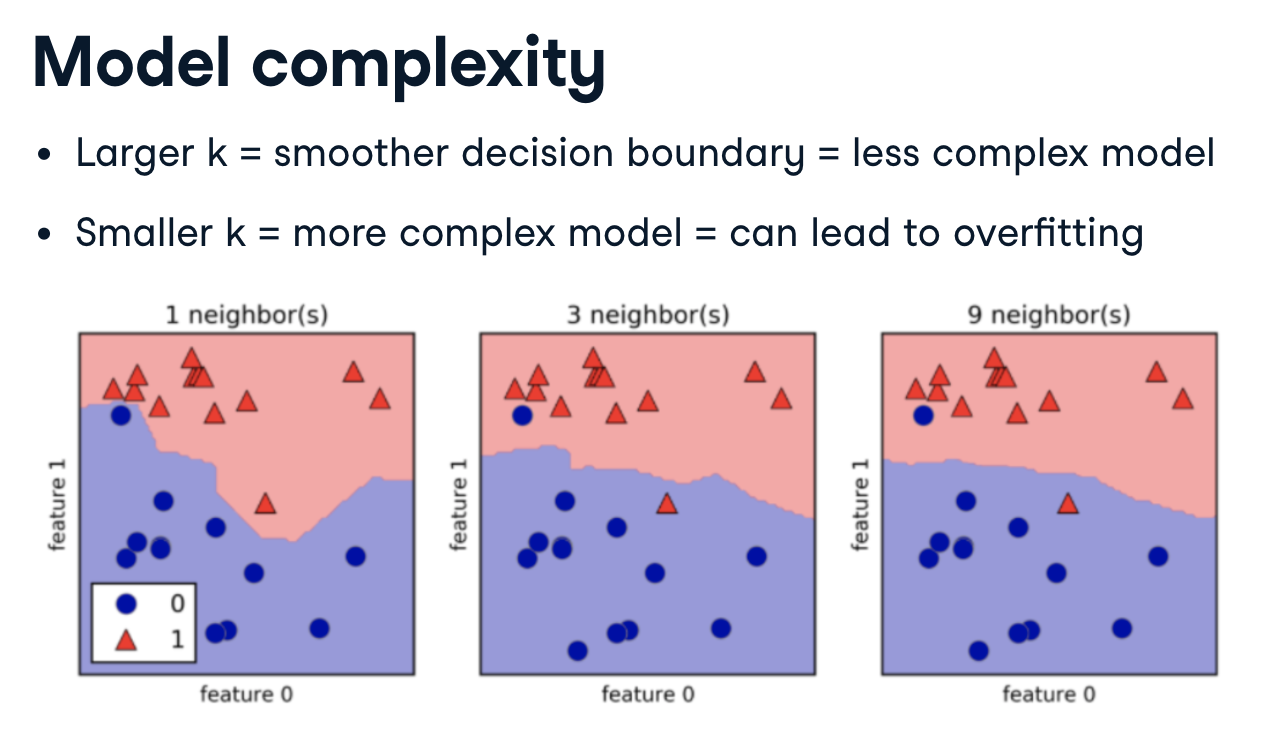 Model complexity
• Larger k = smoother decision boundary = less complex model
• Smaller k = more complex model = can lead to overfitting
1 neighbor(s)
3 neighbor(s)
9 neighbor(s)
feature 1
feature 1
feature 1
0
1
feature 0
feature 0
feature 0